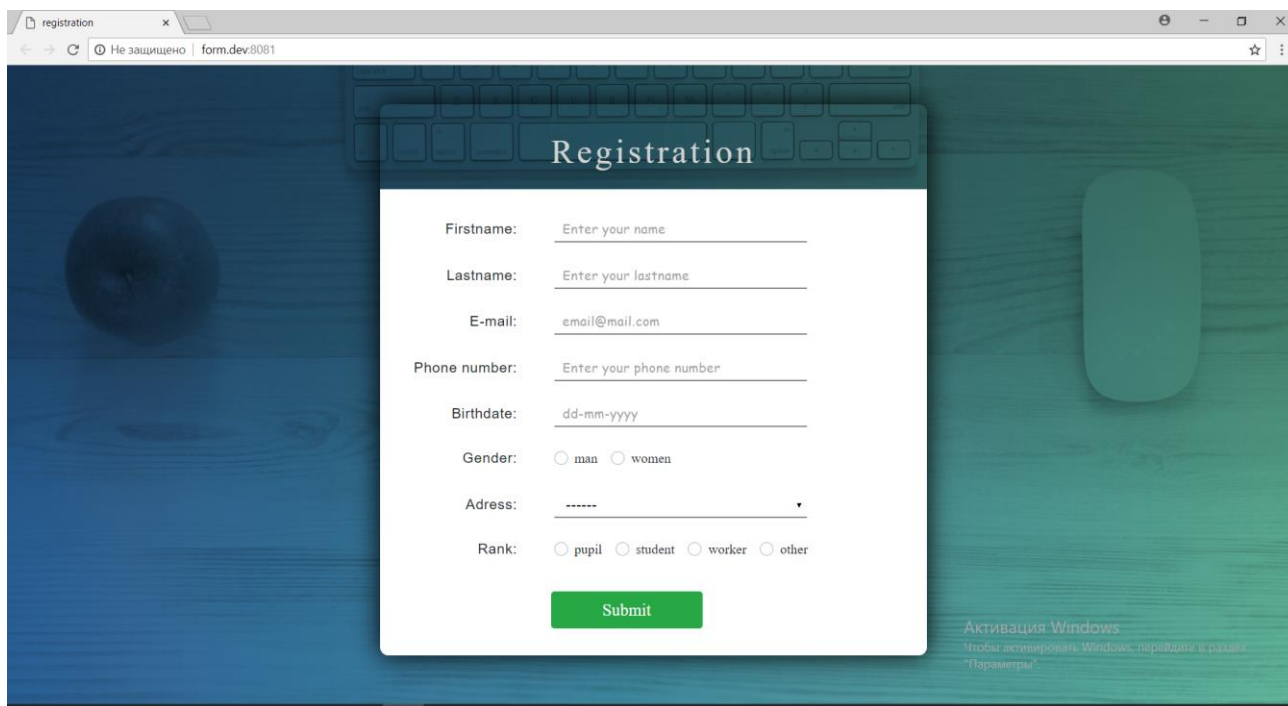 registration
Не защищено | form.dev:8081
Registration
Firstname: Enter your name
Lastname: Enter your lastname
E-mail: email@mail.com
Phone number: Enter your phone number
Birthdate: dd-mm-yyyy
Gender: man women
Adress: ------
Rank: pupil student worker other
Submit
Активация Windows
Чтобы активировать Windows, перейдите в раздел
"Параметры".